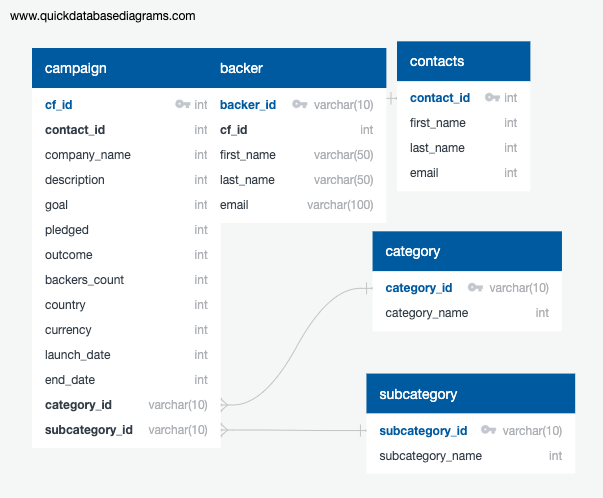 www.quickdatabasediagrams.com
campaign
cf_id int
contact_id int
company_name int
description int
goal int
pledged int
outcome int
backers_count int
country int
currency int
launch_date int
end_date int
category_id varchar(10)
subcategory_id varchar(10)
backer
backer_id varchar(10)
cf_id int
first_name varchar(50)
last_name varchar(50)
email varchar(100)
contacts
contact_id int
first_name int
last_name int
email int
category
category_id varchar(10)
category_name int
subcategory
subcategory_id varchar(10)
subcategory_name int